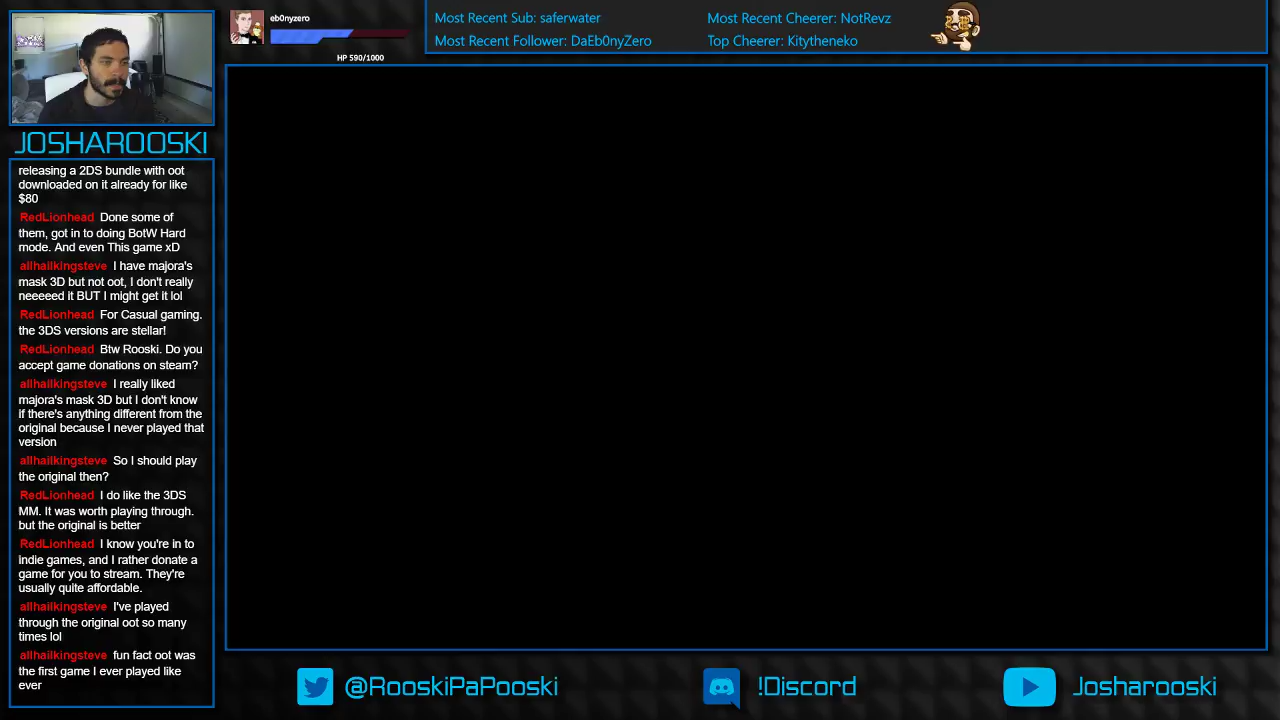 eb0nyzero
HP 590/1000
Most Recent Sub: saferwater
Most Recent Follower: DaEb0nyZero
Most Recent Cheerer: NotRevz
Top Cheerer: Kitytheneko
JOSHAROOSKI
releasing a 2DS bundle with oot
downloaded on it already for like
$80
RedLionhead Done some of
them, got in to doing BotW Hard
mode. And even This game xD
allhailkingsteve I have majora's
mask 3D but not oot, I don't really
neeeeed it BUT I might get it lol
RedLionhead For Casual gaming.
the 3DS versions are stellar!
RedLionhead Btw Rooski. Do you
accept game donations on steam?
allhailkingsteve I really liked
majora's mask 3D but I don't know
if there's anything different from the
original because I never played that
version
allhailkingsteve So I should play
the original then?
RedLionhead I do like the 3DS
MM. It was worth playing through.
but the original is better
RedLionhead I know you're in to
indie games, and I rather donate a
game for you to stream. They're
usually quite affordable.
allhailkingsteve I've played
through the original oot so many
times lol
allhailkingsteve fun fact oot was
the first game I ever played like
ever
@RooskiPaPooski
!Discord
Josharooski